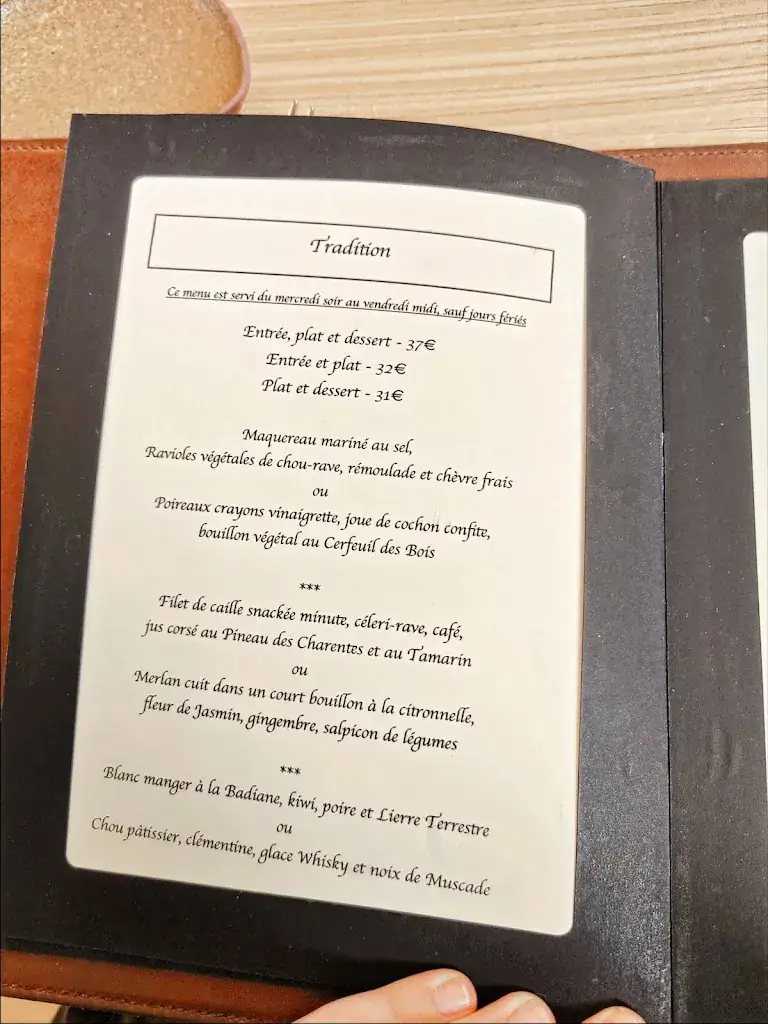 Tradition
Ce menu est servi du mercredi soir au vendredi midi, sauf jours fériés
Entrée, plat et dessert - 37€
Entrée et plat - 32€
Plat et dessert - 31€
Maquereau mariné au sel,
Ravioles végétales de chou-rave, rémoulade et chèvre frais
ou
Poireaux crayons vinaigrette, joue de cochon confite,
bouillon végétal au Cerfeuil des Bois
***
Filet de caille snackée minute, céleri-rave, café,
jus corsé au Pineau des Charentes et au Tamarin
ou
Merlan cuit dans un court bouillon à la citronnelle,
fleur de Jasmin, gingembre, salpicon de légumes
***
Blanc manger à la Badiane, kiwi, poire et Lierre Terrestre
ou
Chou pâtissier, clémentine, glace Whisky et noix de Muscade